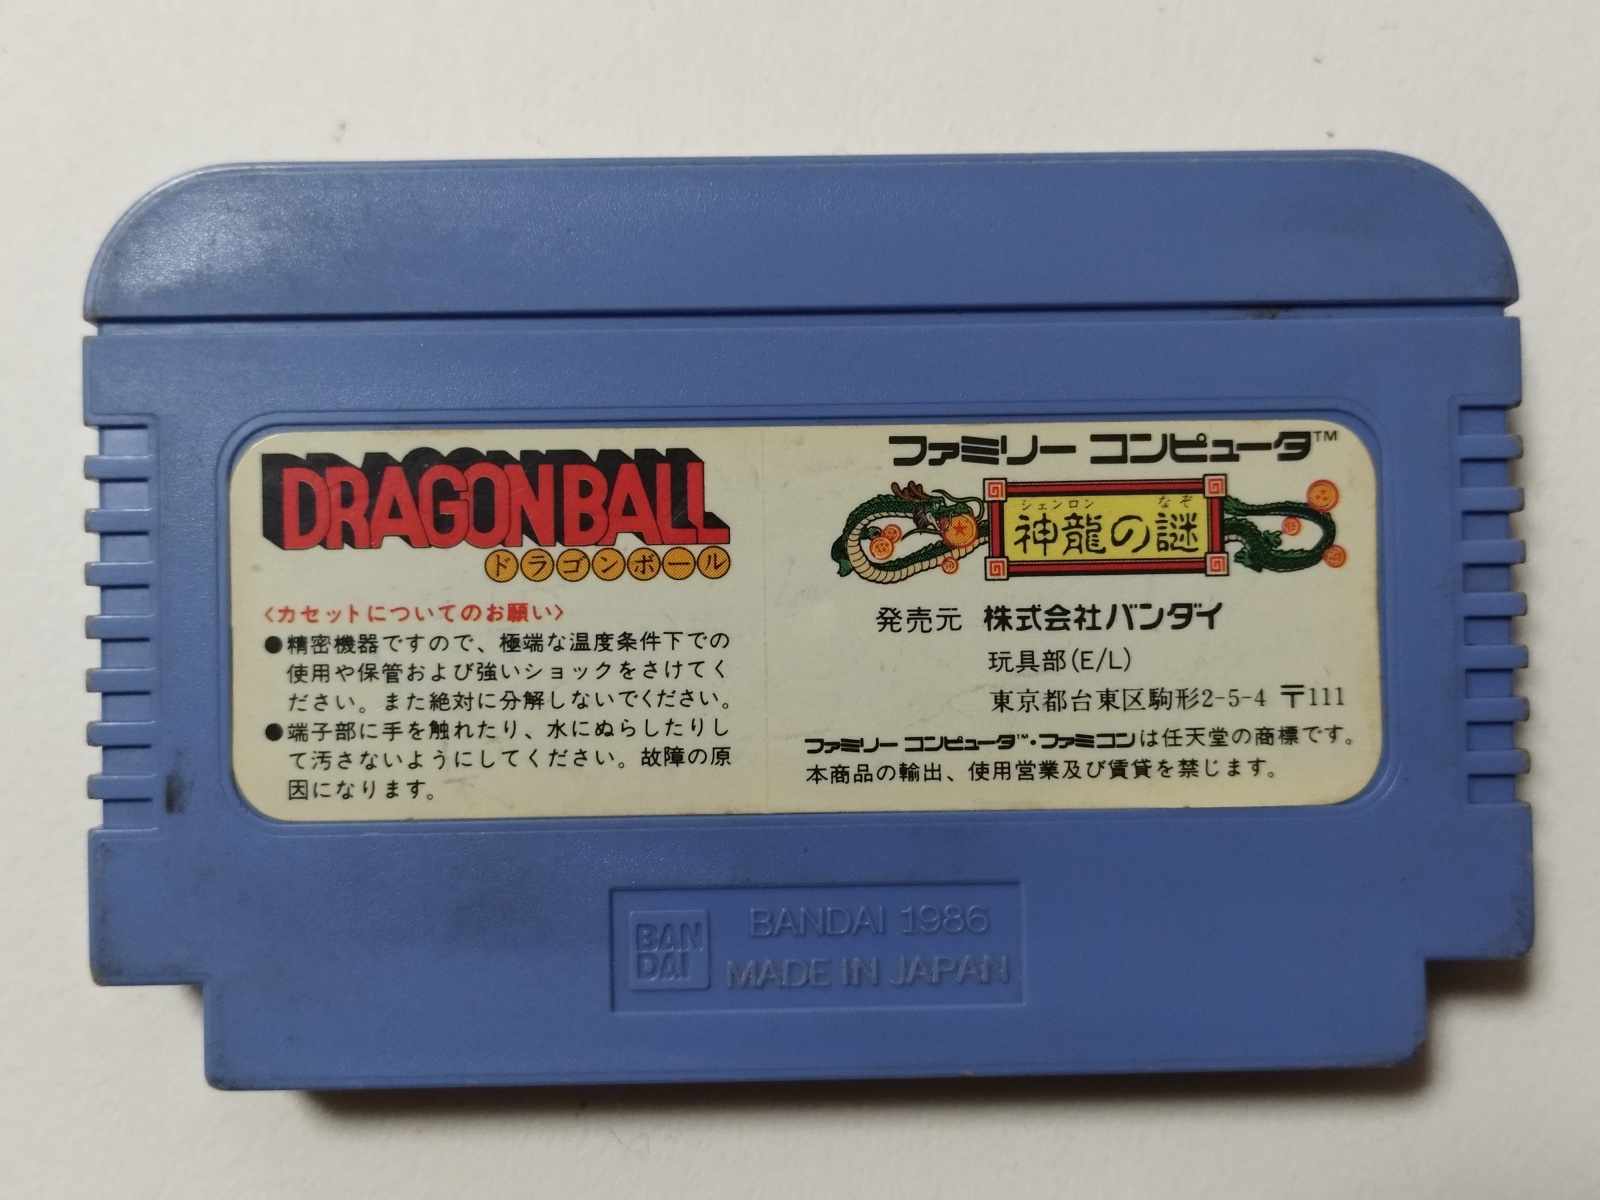 DRAGON BALL
ドラゴンボール
〈カセットについてのお願い〉
●精密機器ですので、極端な温度条件下での
使用や保管および強いショックをさけてく
ださい。また絶対に分解しないでください。
●端子部に手を触れたり、水にぬらしたりし
て汚さないようにしてください。故障の原
因になります。
ファミリー コンピュータ™
シェンロン なぞ
神龍の謎
発売元 株式会社バンダイ
玩具部(E/L)
東京都台東区駒形2-5-4 〒111
ファミリー コンピュータ™・ファミコンは任天堂の商標です。
本商品の輸出、使用営業及び賃貸を禁じます。
BAN
DAI
BANDAI 1986
MADE IN JAPAN